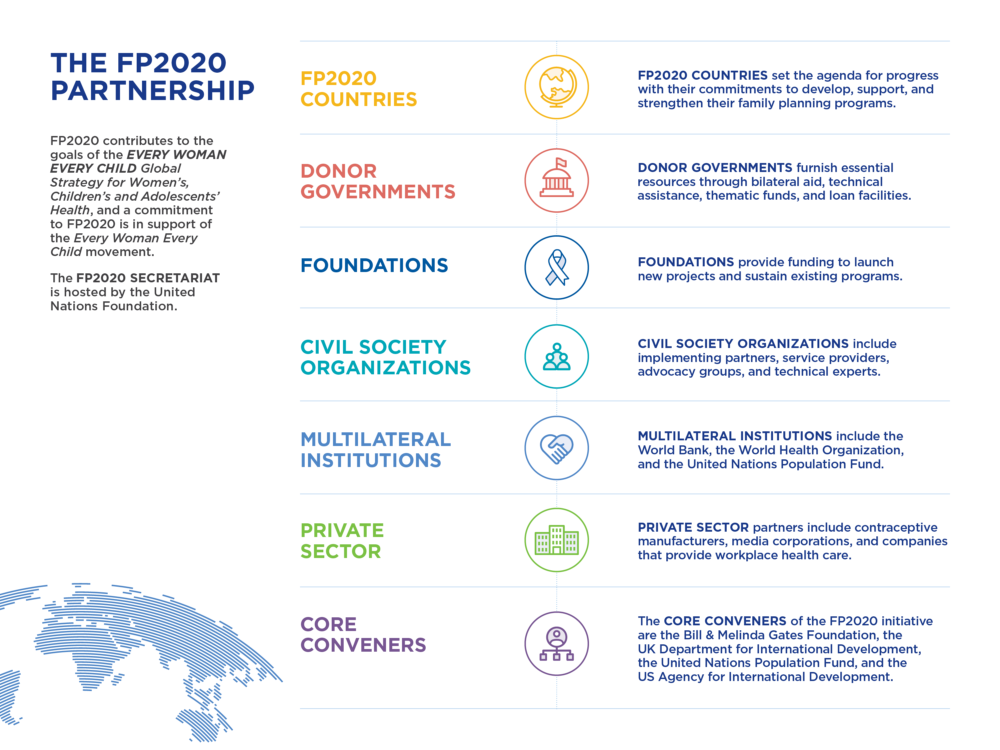 THE FP2020
PARTNERSHIP
FP2020 contributes to the
goals of the EVERY WOMAN
EVERY CHILD Global
Strategy for Women’s,
Children’s and Adolescents’
Health, and a commitment
to FP2020 is in support of
the Every Woman Every
Child movement.
The FP2020 SECRETARIAT
is hosted by the United
Nations Foundation.
FP2020
COUNTRIES
FP2020 COUNTRIES set the agenda for progress
with their commitments to develop, support, and
strengthen their family planning programs.
DONOR
GOVERNMENTS
DONOR GOVERNMENTS furnish essential
resources through bilateral aid, technical
assistance, thematic funds, and loan facilities.
FOUNDATIONS
FOUNDATIONS provide funding to launch
new projects and sustain existing programs.
CIVIL SOCIETY
ORGANIZATIONS
CIVIL SOCIETY ORGANIZATIONS include
implementing partners, service providers,
advocacy groups, and technical experts.
MULTILATERAL
INSTITUTIONS
MULTILATERAL INSTITUTIONS include the
World Bank, the World Health Organization,
and the United Nations Population Fund.
PRIVATE
SECTOR
PRIVATE SECTOR partners include contraceptive
manufacturers, media corporations, and companies
that provide workplace health care.
CORE
CONVENERS
The CORE CONVENERS of the FP2020 initiative
are the Bill & Melinda Gates Foundation, the
UK Department for International Development,
the United Nations Population Fund, and the
US Agency for International Development.